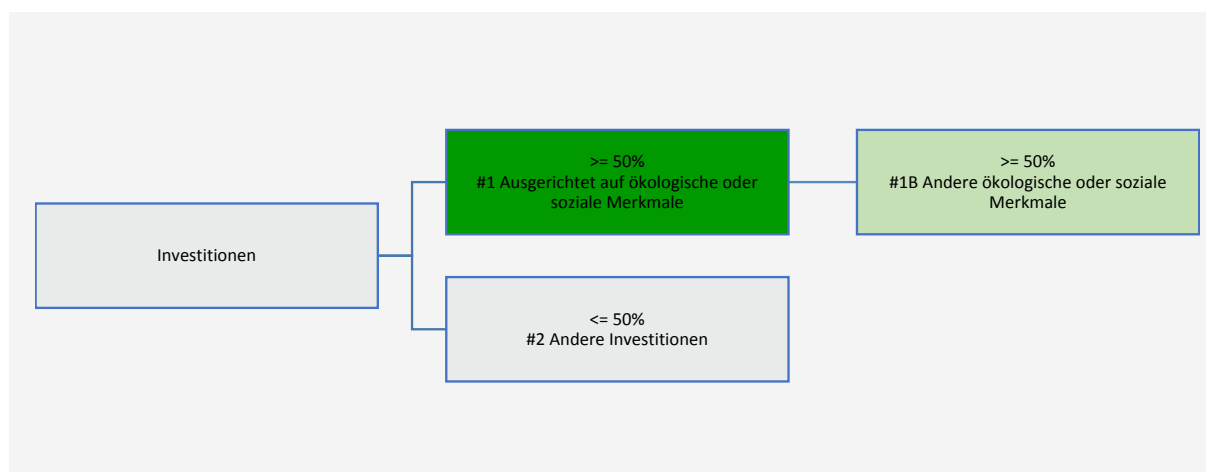 >= 50%
#1 Ausgerichtet auf ökologische oder
soziale Merkmale
>= 50%
#1B Andere ökologische oder soziale
Merkmale
Investitionen
<= 50%
#2 Andere Investitionen